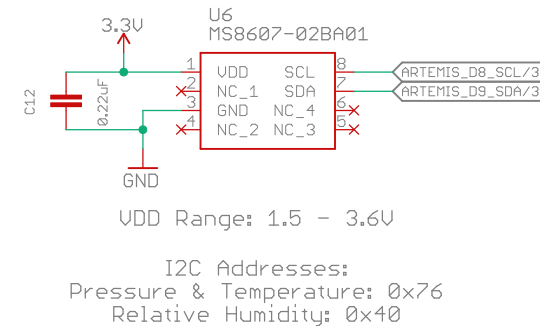 U6
3.3V
MS8607-02BA01
1 VDD SCL 8 ARTEMIS_D8_SCL/3
2 NC_1 SDA 7 ARTEMIS_D9_SDA/3
3 GND NC_4 6
4 NC_2 NC_3 5
C12
0.22uF
GND
VDD Range: 1.5 - 3.6V
I2C Addresses:
Pressure & Temperature: 0x76
Relative Humidity: 0x40